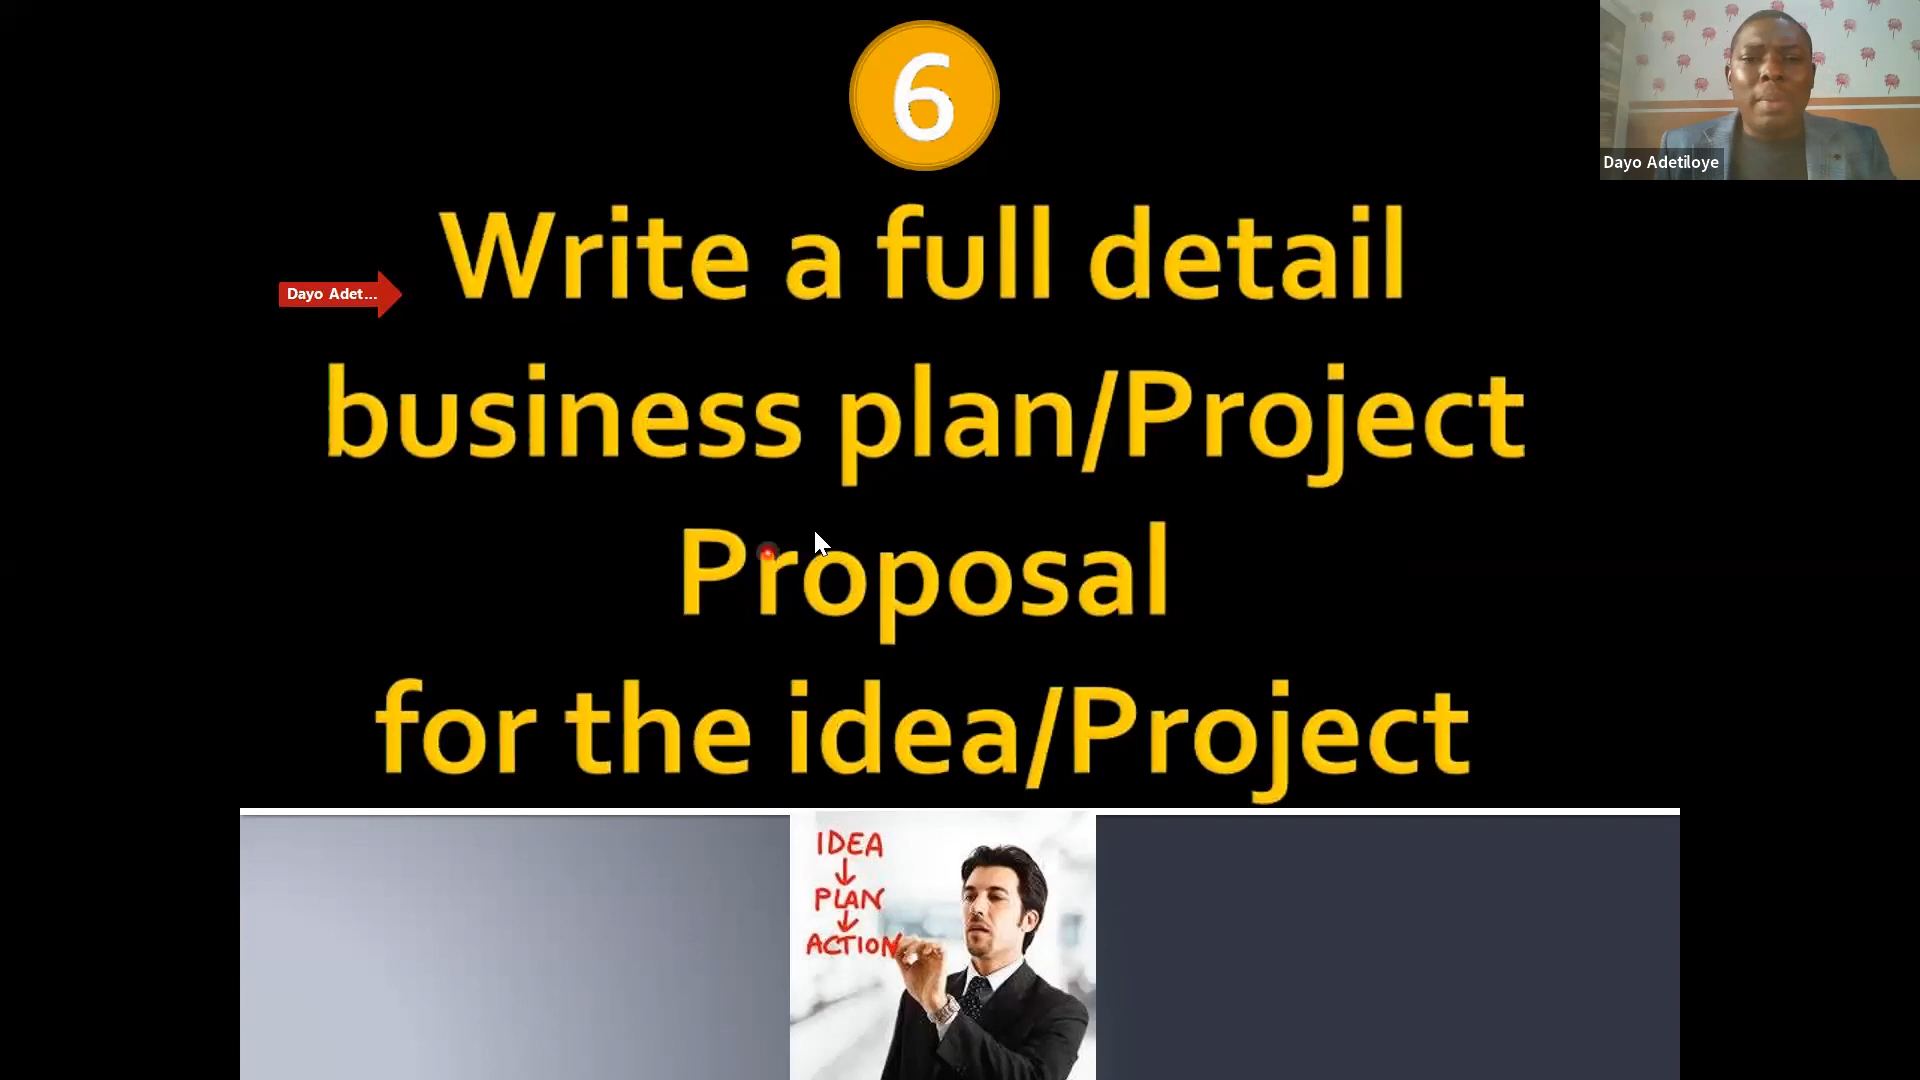 6
Dayo Adetiloye
Write a full detail
Dayo Adet...
business plan/Project
Proposal
for the idea/Project
IDEA
PLAN
ACTION